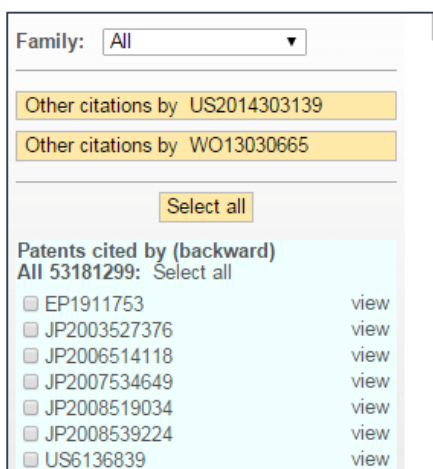 Family: All
Other citations by US2014303139
Other citations by WO13030665
Select all
Patents cited by (backward)
All 53181299: Select all
EP1911753 view
JP2003527376 view
JP2006514118 view
JP2007534649 view
JP2008519034 view
JP2008539224 view
US6136839 view